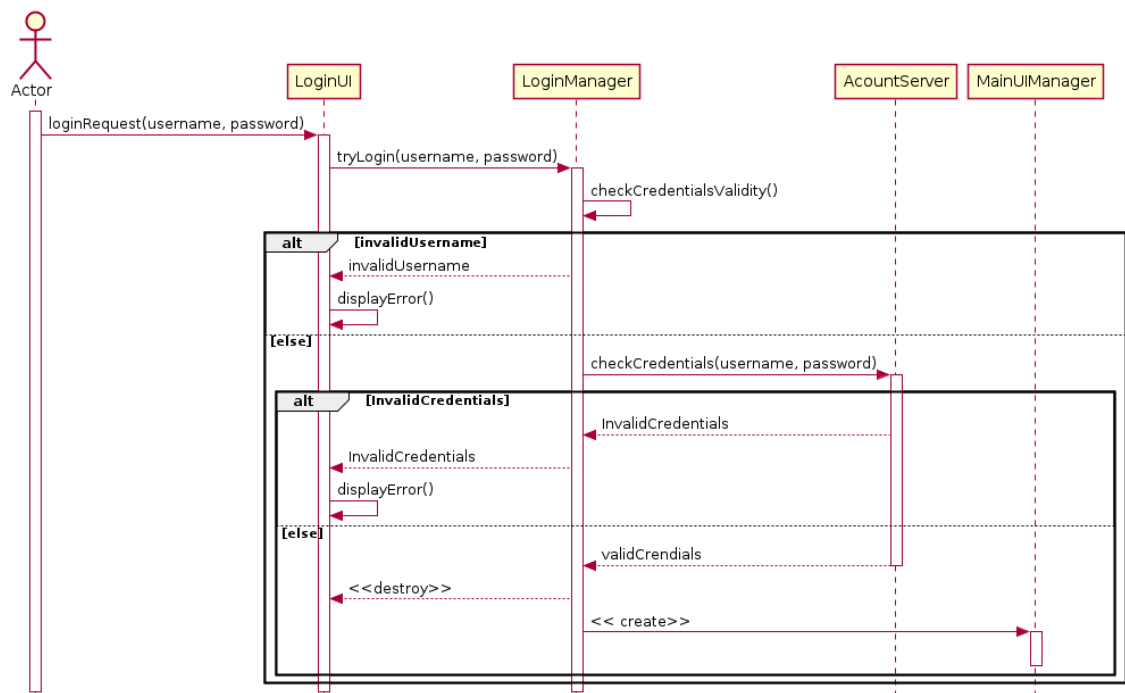 Actor
LoginUI
LoginManager
AcountServer
MainUIManager
loginRequest(username, password)
tryLogin(username, password)
checkCredentialsValidity()
alt
[invalidUsername]
invalidUsername
displayError()
[else]
checkCredentials(username, password)
alt
[InvalidCredentials]
InvalidCredentials
InvalidCredentials
displayError()
[else]
validCrendials
<<destroy>>
<< create>>